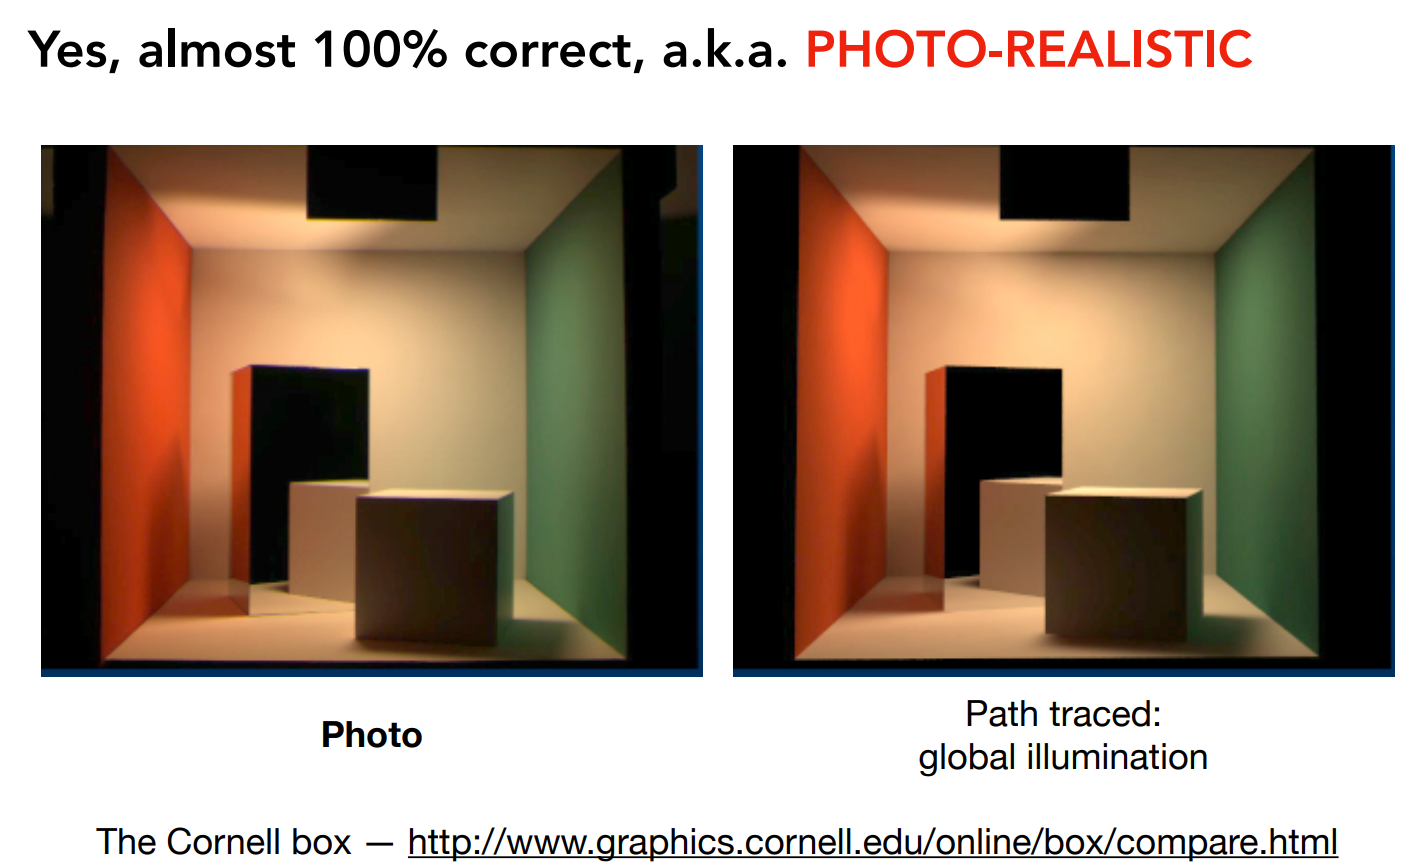 Yes, almost 100% correct, a.k.a. PHOTO-REALISTIC
Photo
Path traced:
global illumination
The Cornell box — http://www.graphics.cornell.edu/online/box/compare.html